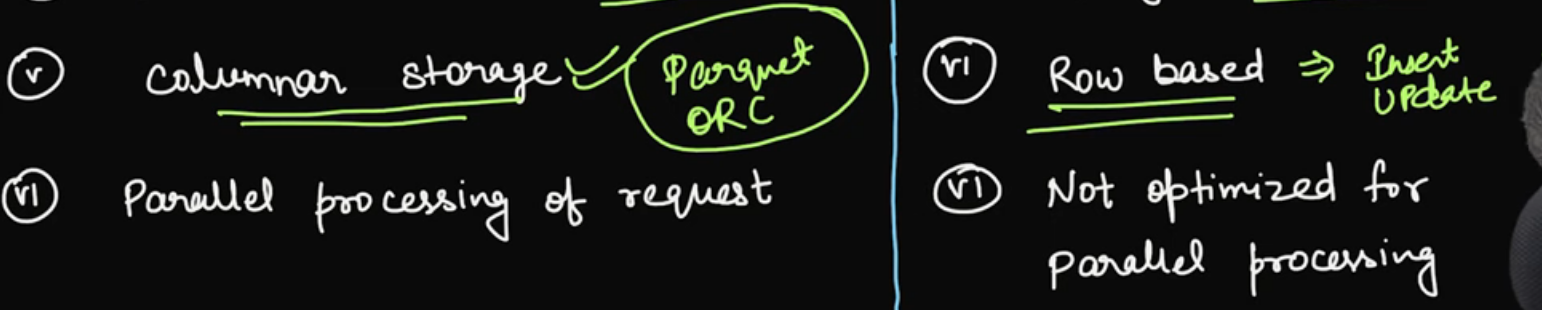 (v) Columnar storage Parquet
ORC
(vi) Parallel processing of request
(vi) Row based ⇒ Insert
Update
(vi) Not optimized for
Parallel processing